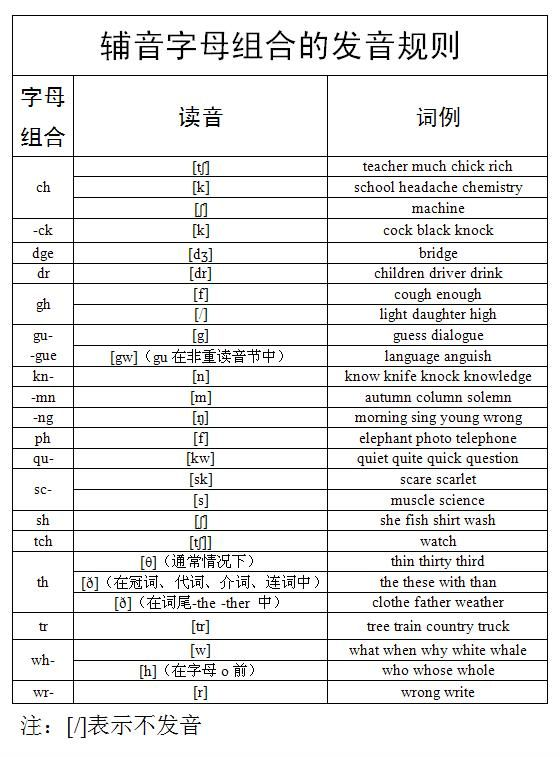 辅音字母组合的发音规则
字母组合 读音 词例
ch [tʃ] teacher much chick rich
[k] school headache chemistry
[ʃ] machine
-ck [k] cock black knock
dge [dʒ] bridge
dr [dr] children driver drink
gh [f] cough enough
[/] light daughter high
gu- [g] guess dialogue
-gue [gw]（gu 在非重读音节中） language anguish
kn- [n] know knife knock knowledge
-mn [m] autumn column solemn
-ng [ŋ] morning sing young wrong
ph [f] elephant photo telephone
qu- [kw] quiet quite quick question
sc- [sk] scare scarlet
[s] muscle science
sh [ʃ] she fish shirt wash
tch [tʃ]] watch
th [θ]（通常情况下） thin thirty third
[ð]（在冠词、代词、介词、连词中） the these with than
[ð]（在词尾-the -ther 中） clothe father weather
tr [tr] tree train country truck
wh- [w] what when why white whale
[h]（在字母 o 前） who whose whole
wr- [r] wrong write
注：[/]表示不发音